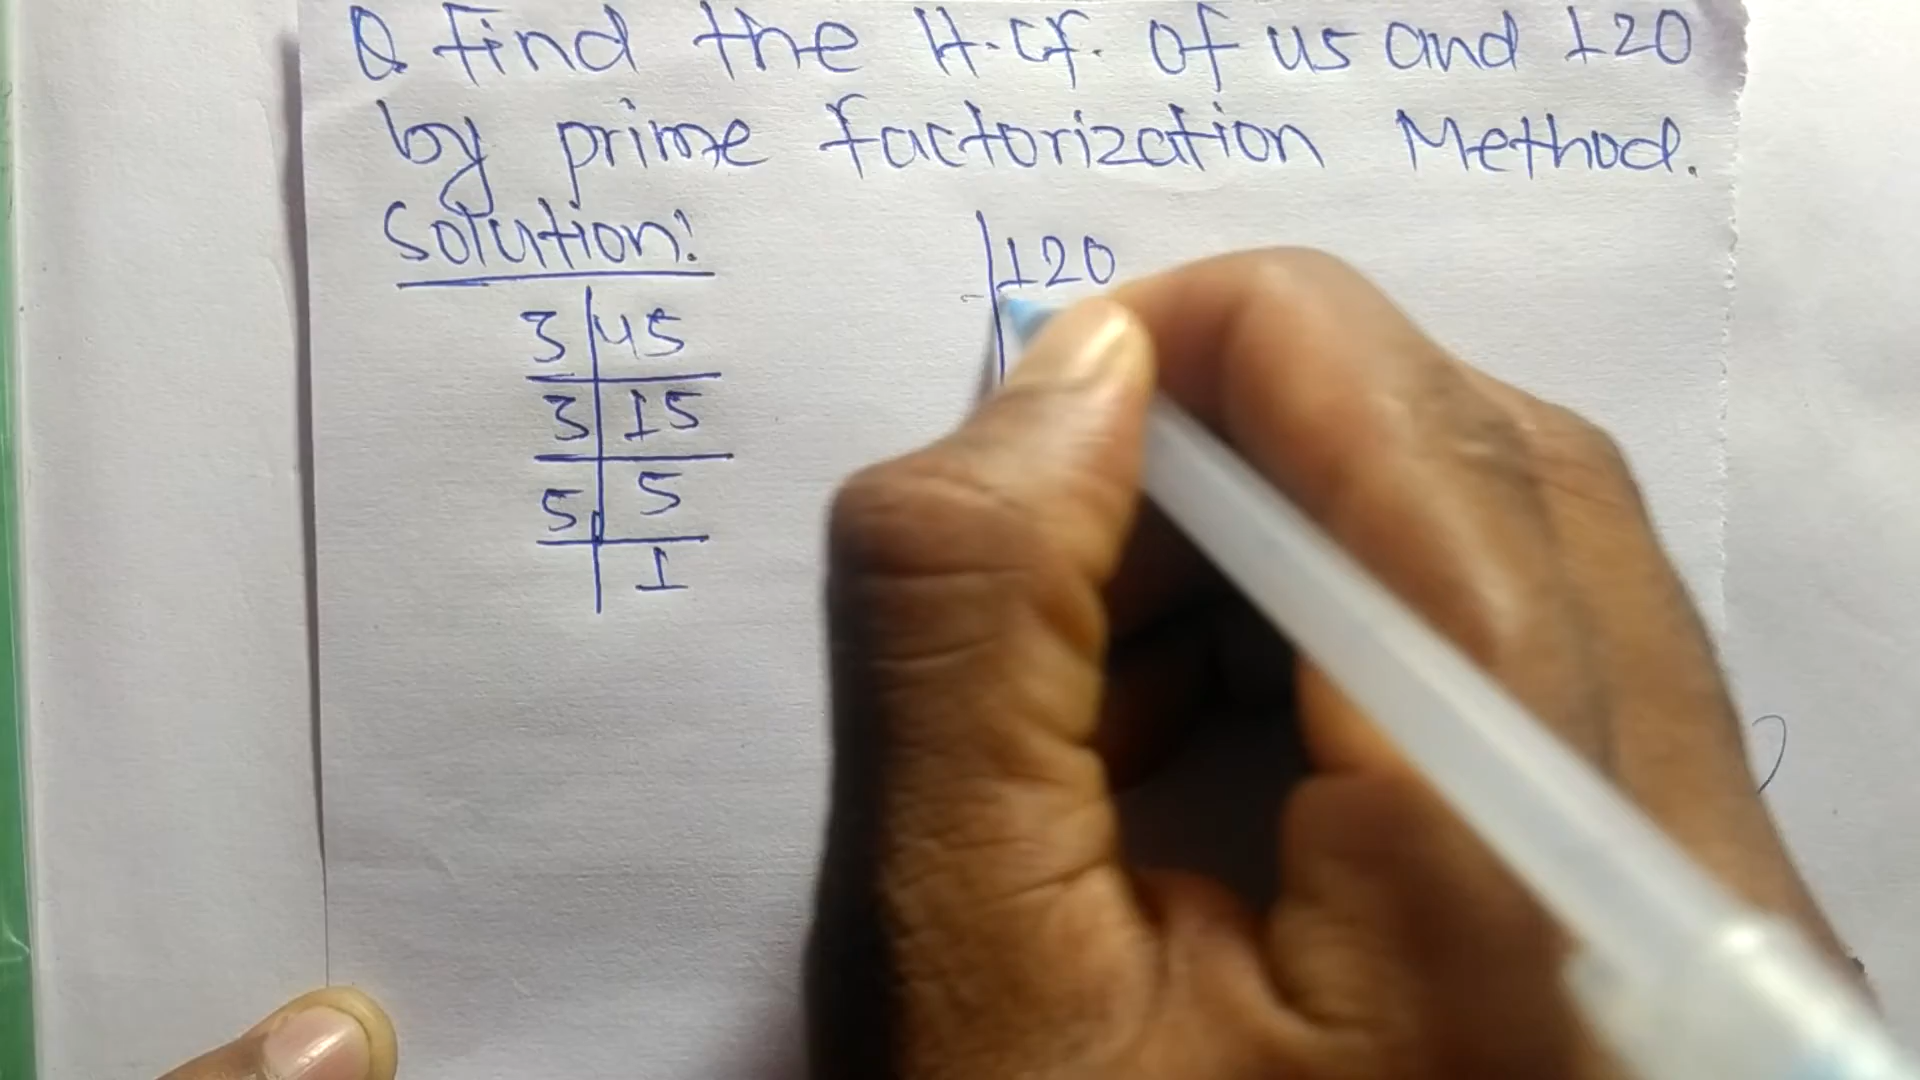 Q Find the H.C.F. of 45 and 120
by prime factorization Method.
Solution:
120
3 45
3 15
5 5
1